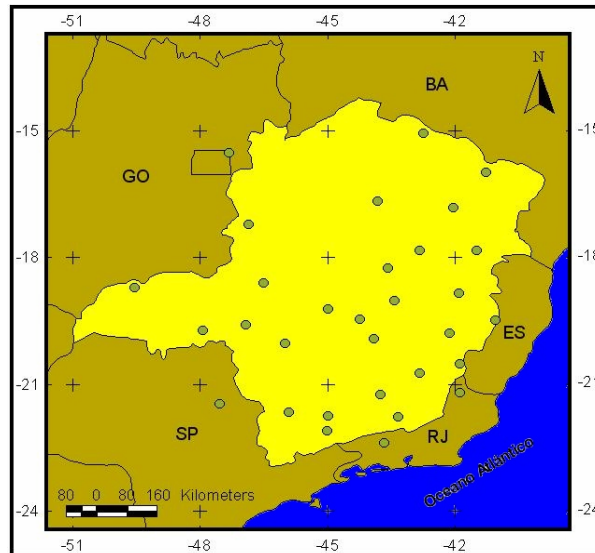 -51 -48 -45 -42
N
BA
-15 -15
GO
-18 -18
ES
-21 -21
SP
RJ
Oceano Atlântico
80 0 80 160 Kilometers
-24 -24
-51 -48 -45 -42